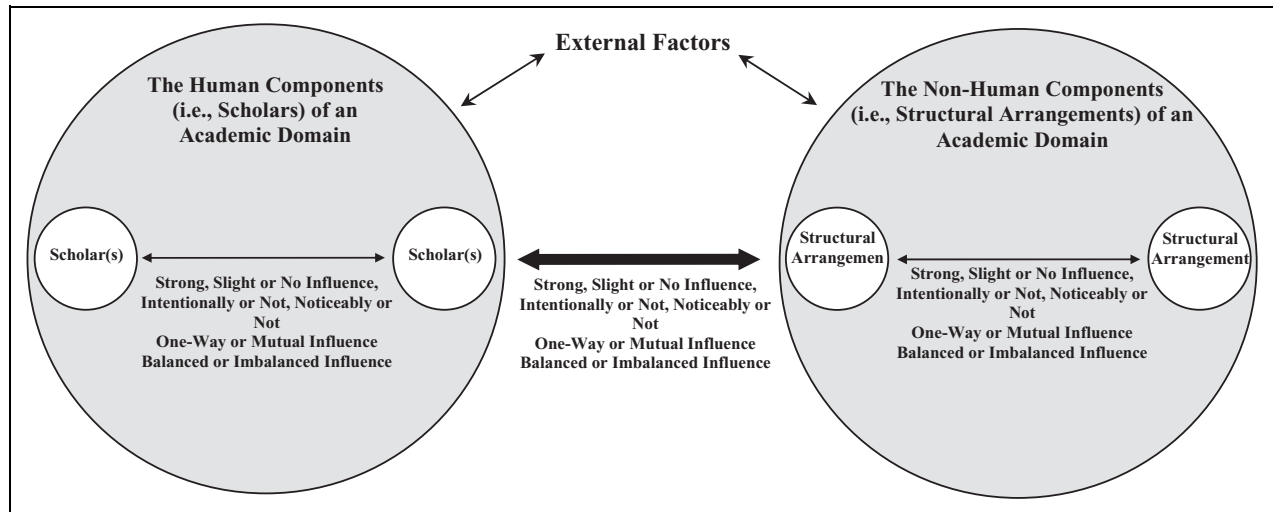 External Factors
The Human Components
(i.e., Scholars) of an
Academic Domain
Scholar(s)
Scholar(s)
Strong, Slight or No Influence,
Intentionally or Not, Noticeably or
Not
One-Way or Mutual Influence
Balanced or Imbalanced Influence
Strong, Slight or No Influence,
Intentionally or Not, Noticeably or
Not
One-Way or Mutual Influence
Balanced or Imbalanced Influence
The Non-Human Components
(i.e., Structural Arrangements) of an
Academic Domain
Structural
Arrangemen
Structural
Arrangement
Strong, Slight or No Influence,
Intentionally or Not, Noticeably or
Not
One-Way or Mutual Influence
Balanced or Imbalanced Influence